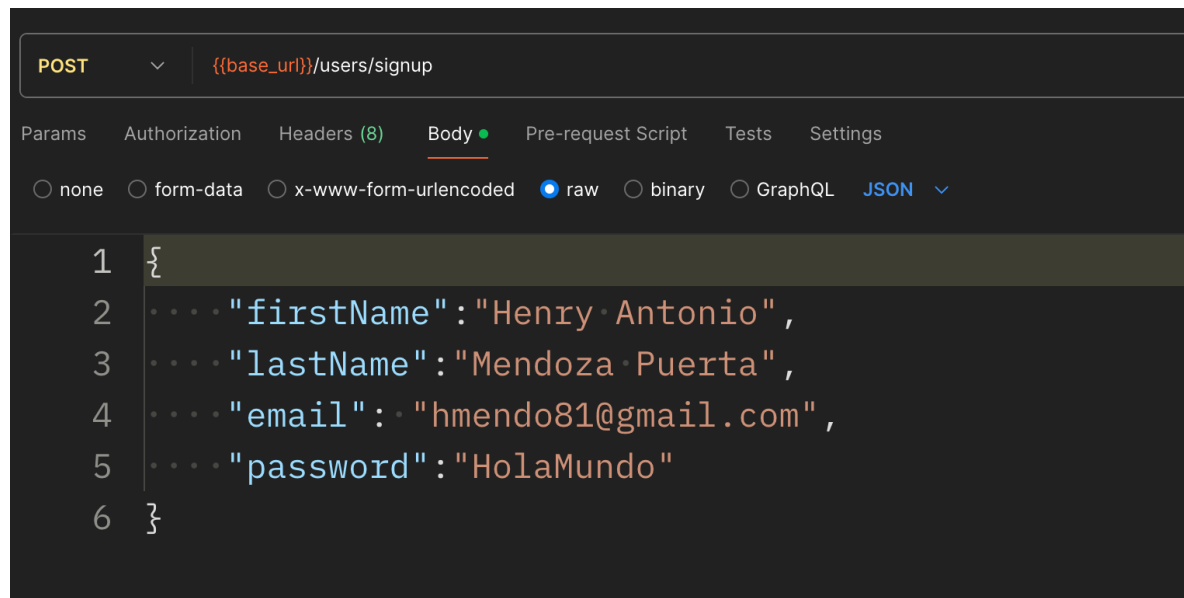 POST {{base_url}}/users/signup
Params Authorization Headers (8) Body Pre-request Script Tests Settings
none form-data x-www-form-urlencoded raw binary GraphQL JSON
1 {
2 "firstName":"Henry Antonio",
3 "lastName":"Mendoza Puerta",
4 "email": "hmendo81@gmail.com",
5 "password":"HolaMundo"
6 }